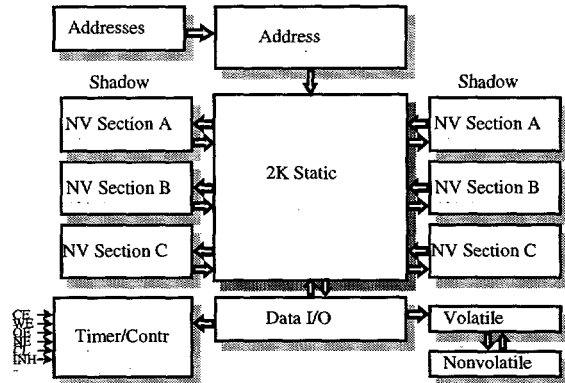 Addresses
Address
Shadow
Shadow
NV Section A
NV Section A
2K Static
NV Section B
NV Section B
NV Section C
NV Section C
CE
WE
OE
NE
INH
Timer/Contr
Data I/O
Volatile
Nonvolatile